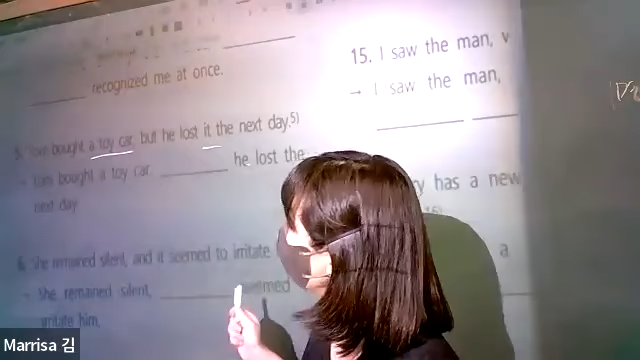 recognized me at once.
5. Tom bought a toy car, but he lost it the next day.5)
→ Tom bought a toy car, he lost the
next day.
6. She remained silent, and it seemed to irritate
→ She remained silent, seemed
irritate him.
15. I saw the man,
→ I saw the man,
has a new
a
Marrisa 김